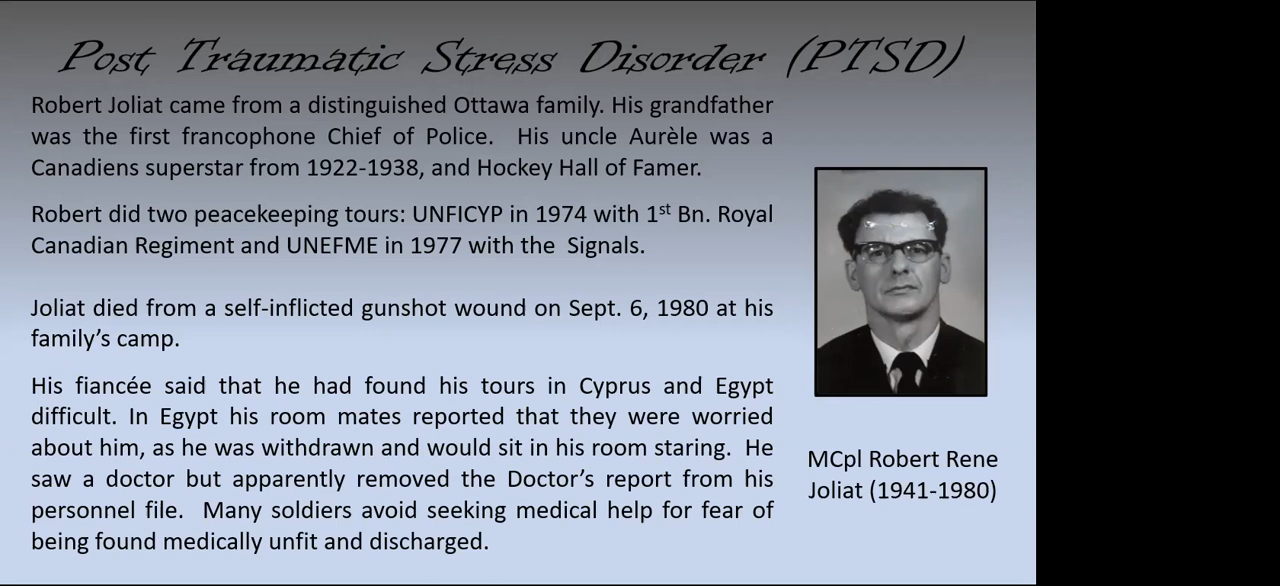 Post Traumatic Stress Disorder (PTSD)
Robert Joliat came from a distinguished Ottawa family. His grandfather
was the first francophone Chief of Police.  His uncle Aurèle was a
Canadiens superstar from 1922-1938, and Hockey Hall of Famer.
Robert did two peacekeeping tours: UNFICYP in 1974 with 1st Bn. Royal
Canadian Regiment and UNEFME in 1977 with the  Signals.
Joliat died from a self-inflicted gunshot wound on Sept. 6, 1980 at his
family’s camp.
His fiancée said that he had found his tours in Cyprus and Egypt
difficult. In Egypt his room mates reported that they were worried
about him, as he was withdrawn and would sit in his room staring.  He
saw a doctor but apparently removed the Doctor’s report from his
personnel file.  Many soldiers avoid seeking medical help for fear of
being found medically unfit and discharged.
MCpl Robert Rene
Joliat (1941-1980)